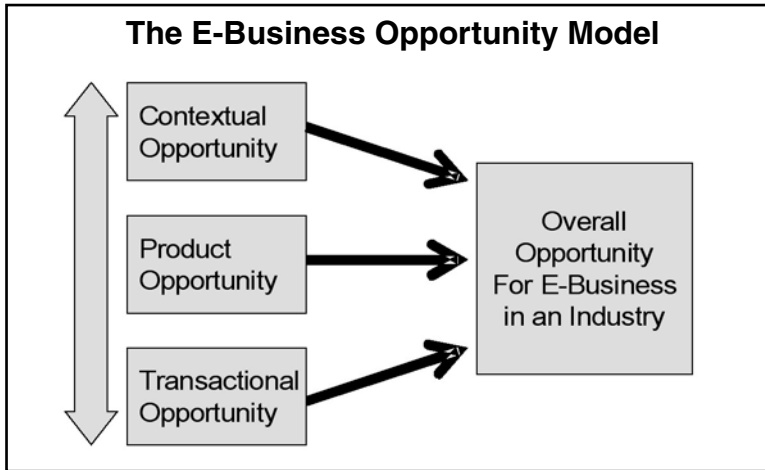 The E-Business Opportunity Model
Contextual
Opportunity
Product
Opportunity
Transactional
Opportunity
Overall
Opportunity
For E-Business
in an Industry